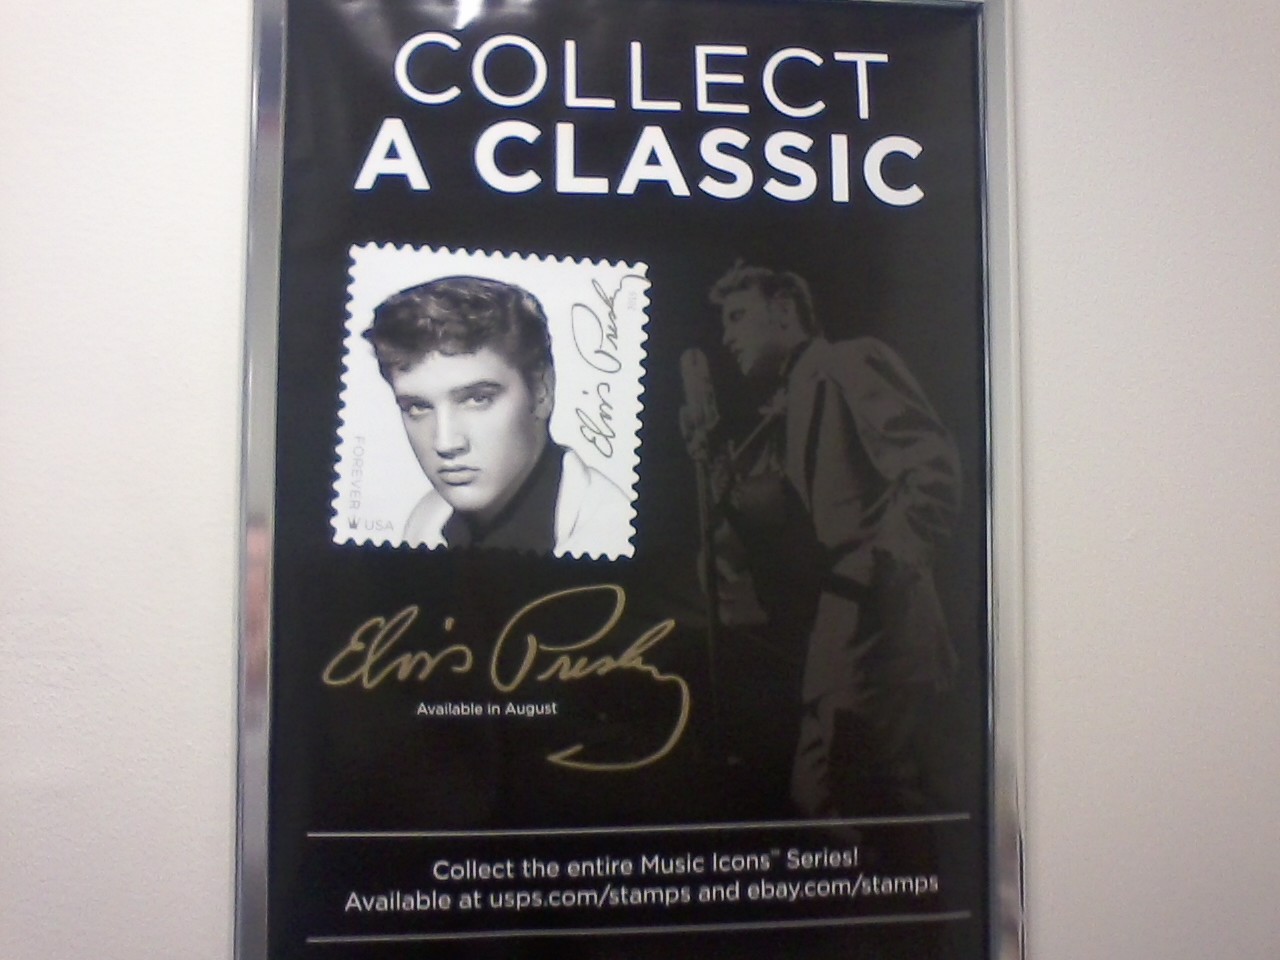 COLLECT
A CLASSIC
Elvis Presley
FOREVER
USA
Elvis Presley
Available in August
Collect the entire Music Icons™ Series!
Available at usps.com/stamps and ebay.com/stamps